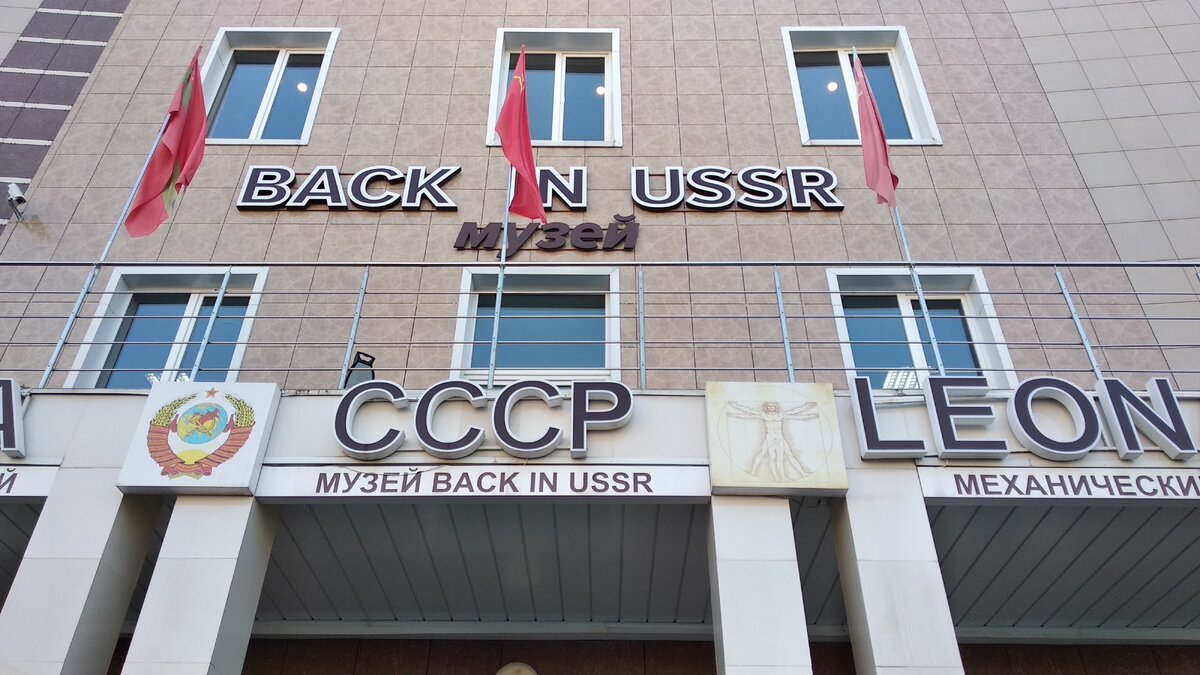 BACK IN USSR
музей
А
СССР
LEON
Й
МУЗЕЙ BACK IN USSR
МЕХАНИЧЕСКИ